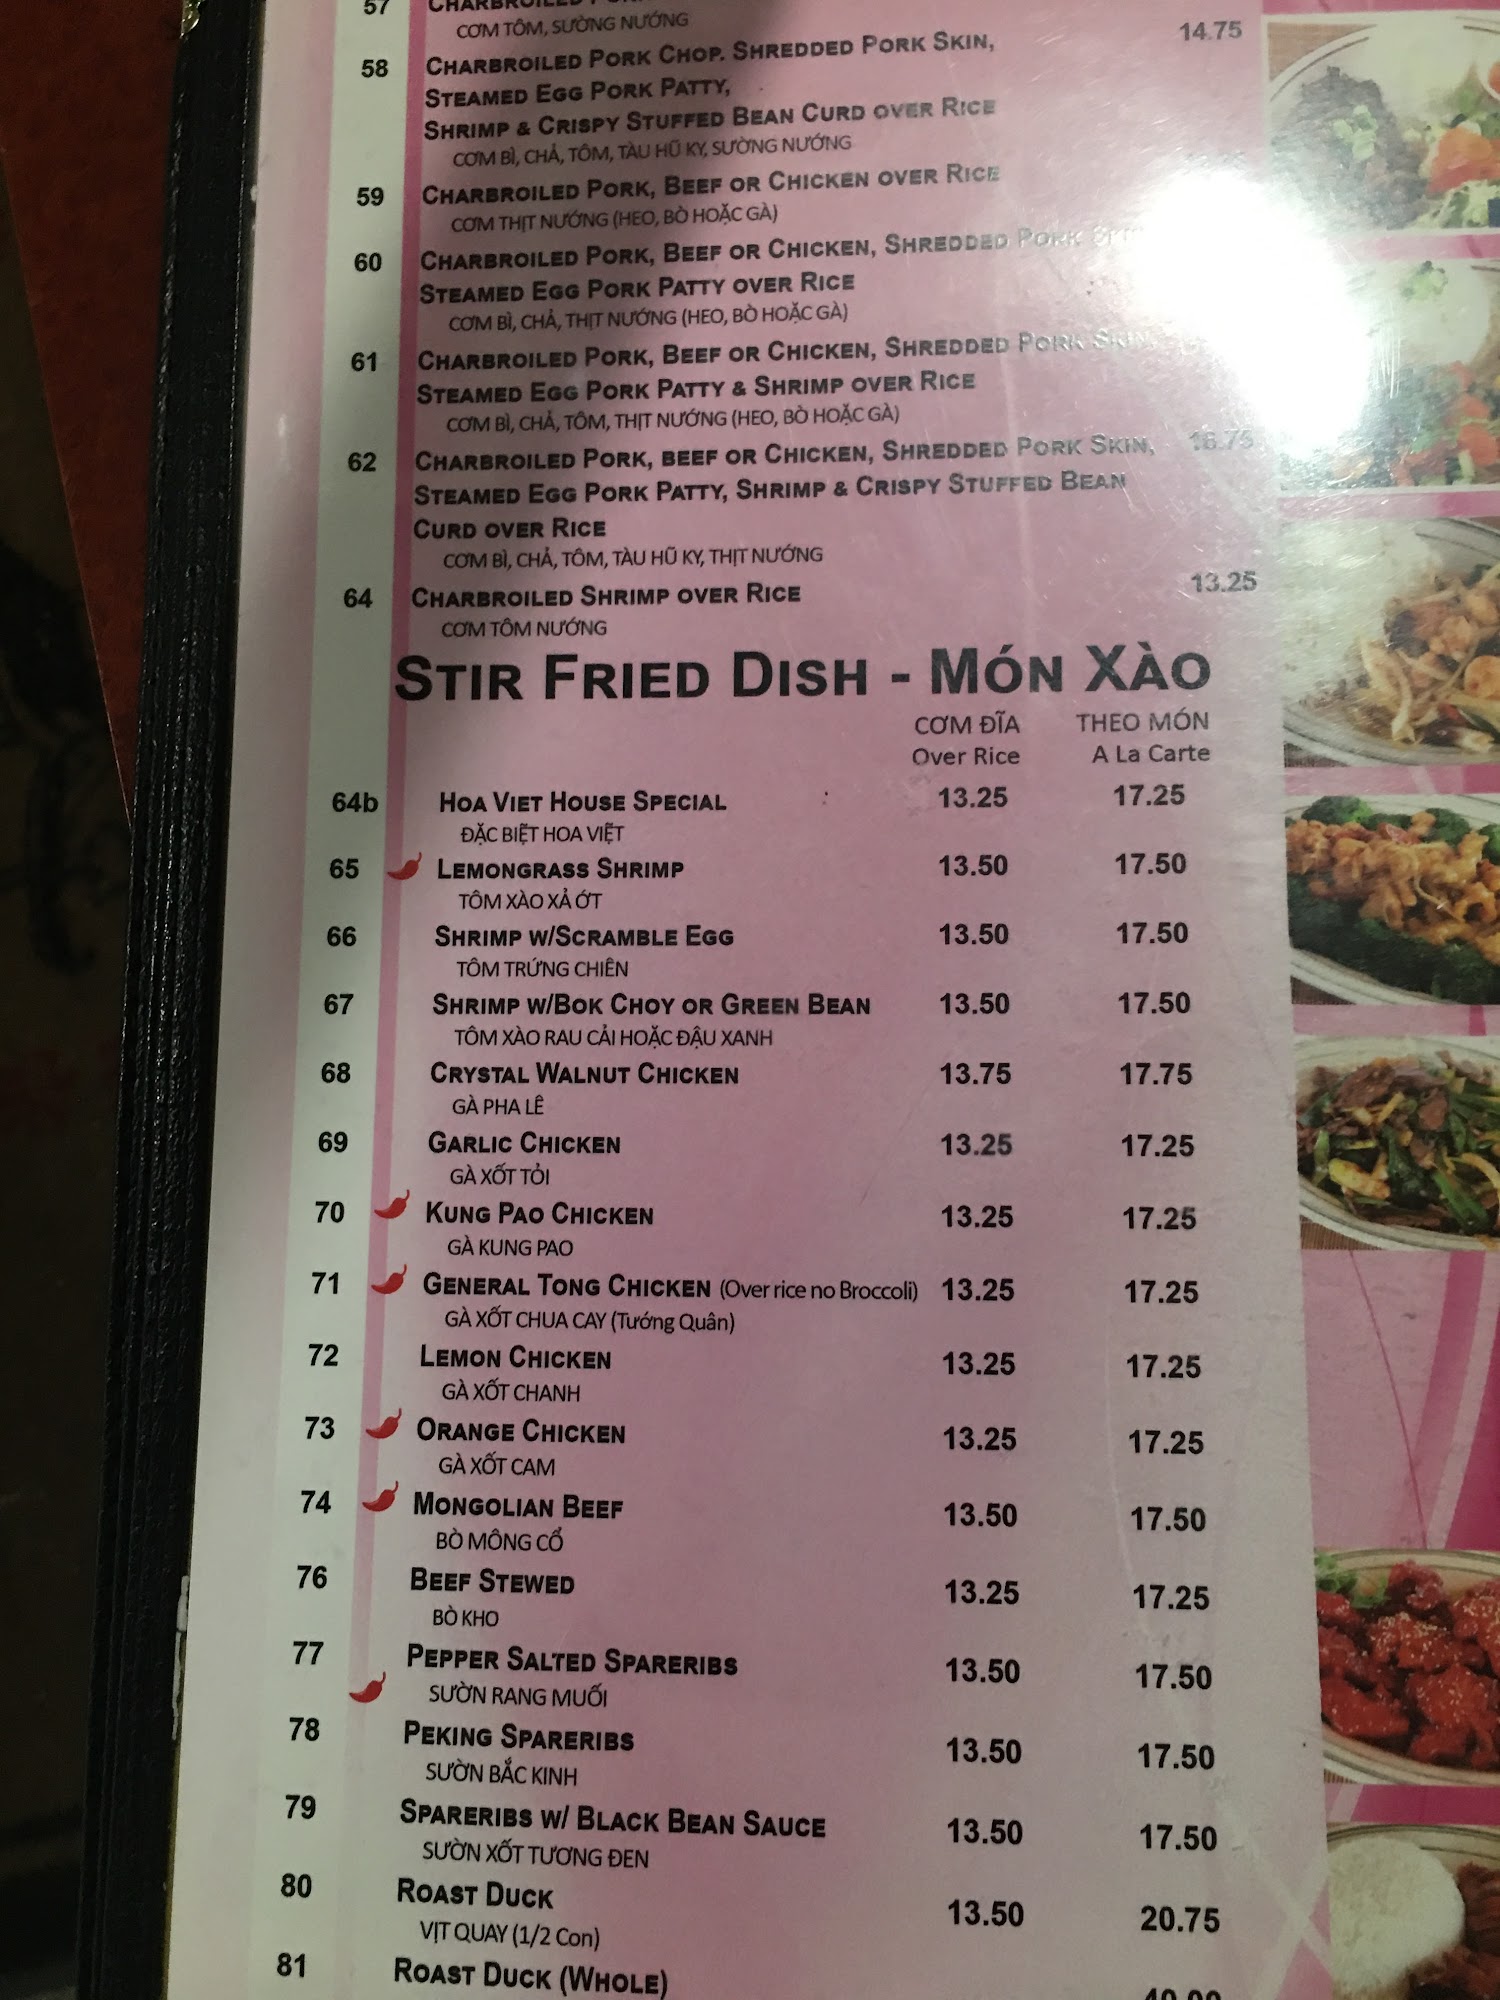 57 CHARBROILED
CƠM TÔM, SƯỜNG NƯỚNG
58 CHARBROILED PORK CHOP. SHREDDED PORK SKIN, 14.75
STEAMED EGG PORK PATTY,
SHRIMP & CRISPY STUFFED BEAN CURD OVER RICE
CƠM BÌ, CHẢ, TÔM, TÀU HŨ KY, SƯỜNG NƯỚNG
59 CHARBROILED PORK, BEEF OR CHICKEN OVER RICE
CƠM THỊT NƯỚNG (HEO, BÒ HOẶC GÀ)
60 CHARBROILED PORK, BEEF OR CHICKEN, SHREDDED PORK SKIN,
STEAMED EGG PORK PATTY OVER RICE
CƠM BÌ, CHẢ, THỊT NƯỚNG (HEO, BÒ HOẶC GÀ)
61 CHARBROILED PORK, BEEF OR CHICKEN, SHREDDED PORK SKIN,
STEAMED EGG PORK PATTY & SHRIMP OVER RICE
CƠM BÌ, CHẢ, TÔM, THỊT NƯỚNG (HEO, BÒ HOẶC GÀ)
62 CHARBROILED PORK, BEEF OR CHICKEN, SHREDDED PORK SKIN, 16.75
STEAMED EGG PORK PATTY, SHRIMP & CRISPY STUFFED BEAN
CURD OVER RICE
CƠM BÌ, CHẢ, TÔM, TÀU HŨ KY, THỊT NƯỚNG
64 CHARBROILED SHRIMP OVER RICE 13.25
CƠM TÔM NƯỚNG
STIR FRIED DISH - MÓN XÀO
CƠM ĐĨA THEO MÓN
Over Rice A La Carte
64b HOA VIET HOUSE SPECIAL 13.25 17.25
ĐẶC BIỆT HOA VIỆT
65 LEMONGRASS SHRIMP 13.50 17.50
TÔM XÀO XẢ ỚT
66 SHRIMP W/SCRAMBLE EGG 13.50 17.50
TÔM TRỨNG CHIÊN
67 SHRIMP W/BOK CHOY OR GREEN BEAN 13.50 17.50
TÔM XÀO RAU CẢI HOẶC ĐẬU XANH
68 CRYSTAL WALNUT CHICKEN 13.75 17.75
GÀ PHA LÊ
69 GARLIC CHICKEN 13.25 17.25
GÀ XỐT TỎI
70 KUNG PAO CHICKEN 13.25 17.25
GÀ KUNG PAO
71 GENERAL TONG CHICKEN (Over rice no Broccoli) 13.25 17.25
GÀ XỐT CHUA CAY (Tướng Quân)
72 LEMON CHICKEN 13.25 17.25
GÀ XỐT CHANH
73 ORANGE CHICKEN 13.25 17.25
GÀ XỐT CAM
74 MONGOLIAN BEEF 13.50 17.50
BÒ MÔNG CỔ
76 BEEF STEWED 13.25 17.25
BÒ KHO
77 PEPPER SALTED SPARERIBS 13.50 17.50
SƯỜN RANG MUỐI
78 PEKING SPARERIBS 13.50 17.50
SƯỜN BẮC KINH
79 SPARERIBS W/ BLACK BEAN SAUCE 13.50 17.50
SƯỜN XỐT TƯƠNG ĐEN
80 ROAST DUCK 13.50 20.75
VỊT QUAY (1/2 Con)
81 ROAST DUCK (WHOLE)